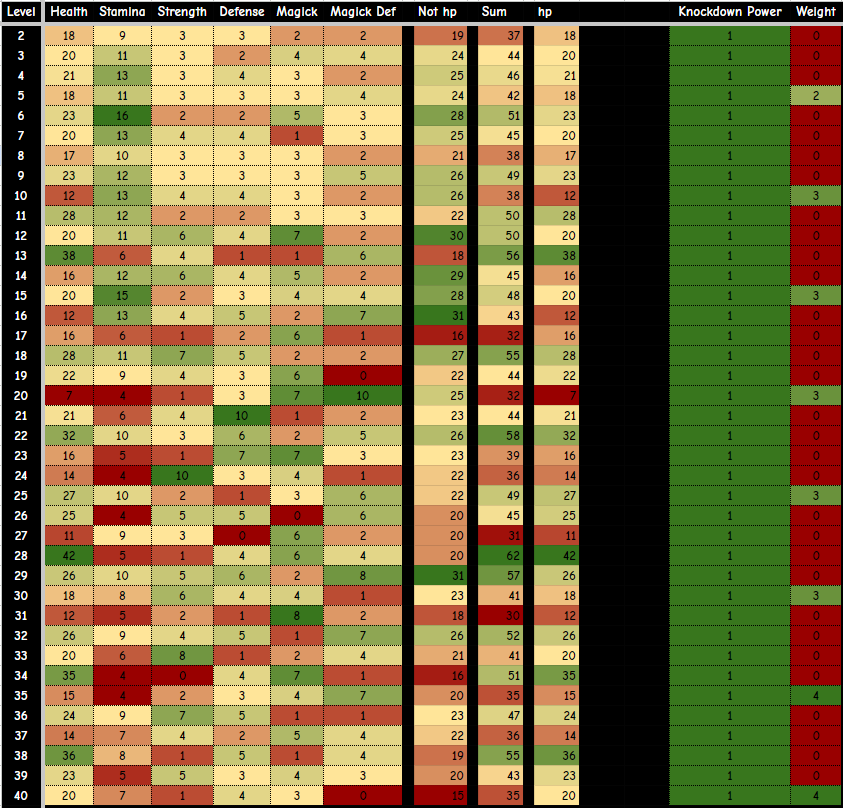 Level Health Stamina Strength Defense Magick Magick Def Not hp Sum hp Knockdown Power Weight
2 18 9 3 3 2 2 19 37 18 1 0
3 20 11 3 2 4 4 24 44 20 1 0
4 21 13 3 4 3 2 25 46 21 1 0
5 18 11 3 3 3 4 24 42 18 1 2
6 23 16 2 2 5 3 28 51 23 1 0
7 20 13 4 4 1 3 25 45 20 1 0
8 17 10 3 3 3 2 21 38 17 1 0
9 23 12 3 3 3 5 26 49 23 1 0
10 12 13 4 4 3 2 26 38 12 1 3
11 28 12 2 2 3 3 22 50 28 1 0
12 20 11 6 4 7 2 30 50 20 1 0
13 38 6 4 1 1 6 18 56 38 1 0
14 16 12 6 4 5 2 29 45 16 1 0
15 20 15 2 3 4 4 28 48 20 1 3
16 12 13 4 5 2 7 31 43 12 1 0
17 16 6 1 2 6 1 16 32 16 1 0
18 28 11 7 5 2 2 27 55 28 1 0
19 22 9 4 3 6 0 22 44 22 1 0
20 7 4 1 3 7 10 25 32 7 1 3
21 21 6 4 10 1 2 23 44 21 1 0
22 32 10 3 6 2 5 26 58 32 1 0
23 16 5 1 7 7 3 23 39 16 1 0
24 14 4 10 3 4 1 22 36 14 1 0
25 27 10 2 1 3 6 22 49 27 1 3
26 25 4 5 5 0 6 20 45 25 1 0
27 11 9 3 0 6 2 20 31 11 1 0
28 42 5 1 4 6 4 20 62 42 1 0
29 26 10 5 6 2 8 31 57 26 1 0
30 18 8 6 4 4 1 23 41 18 1 3
31 12 5 2 1 8 2 18 30 12 1 0
32 26 9 4 5 1 7 26 52 26 1 0
33 20 6 8 1 2 4 21 41 20 1 0
34 35 4 0 4 7 1 16 51 35 1 0
35 15 4 2 3 4 7 20 35 15 1 4
36 24 9 7 5 1 1 23 47 24 1 0
37 14 7 4 2 5 4 22 36 14 1 0
38 36 8 1 5 1 4 19 55 36 1 0
39 23 5 5 3 4 3 20 43 23 1 0
40 20 7 1 4 3 0 15 35 20 1 4